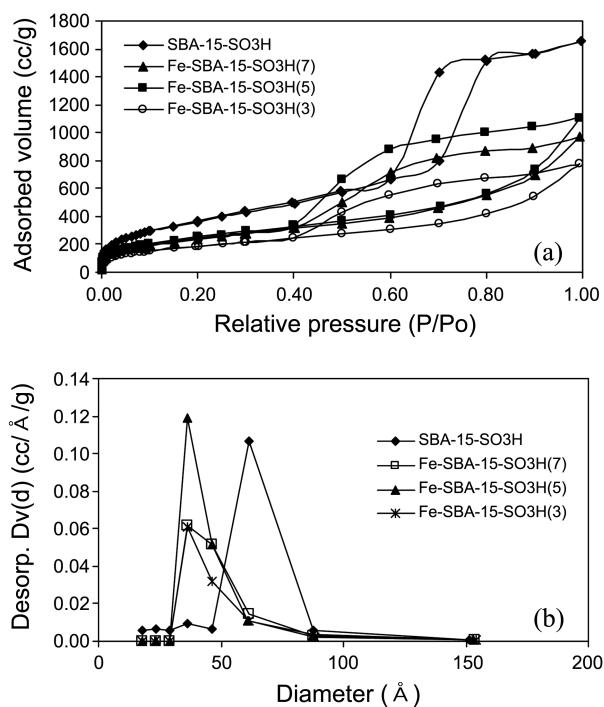 (a)
1800
1600
1400
1200
1000
800
600
400
200
0
Adsorbed volume (cc/g)
SBA-15-SO3H
Fe-SBA-15-SO3H(7)
Fe-SBA-15-SO3H(5)
Fe-SBA-15-SO3H(3)
0.00 0.20 0.40 0.60 0.80 1.00
Relative pressure (P/Po)
0.14
0.12
0.10
0.08
0.06
0.04
0.02
0.00
Desorp. Dv(d) (cc/Å/g)
SBA-15-SO3H
Fe-SBA-15-SO3H(7)
Fe-SBA-15-SO3H(5)
Fe-SBA-15-SO3H(3)
(b)
0 50 100 150 200
Diameter (Å)